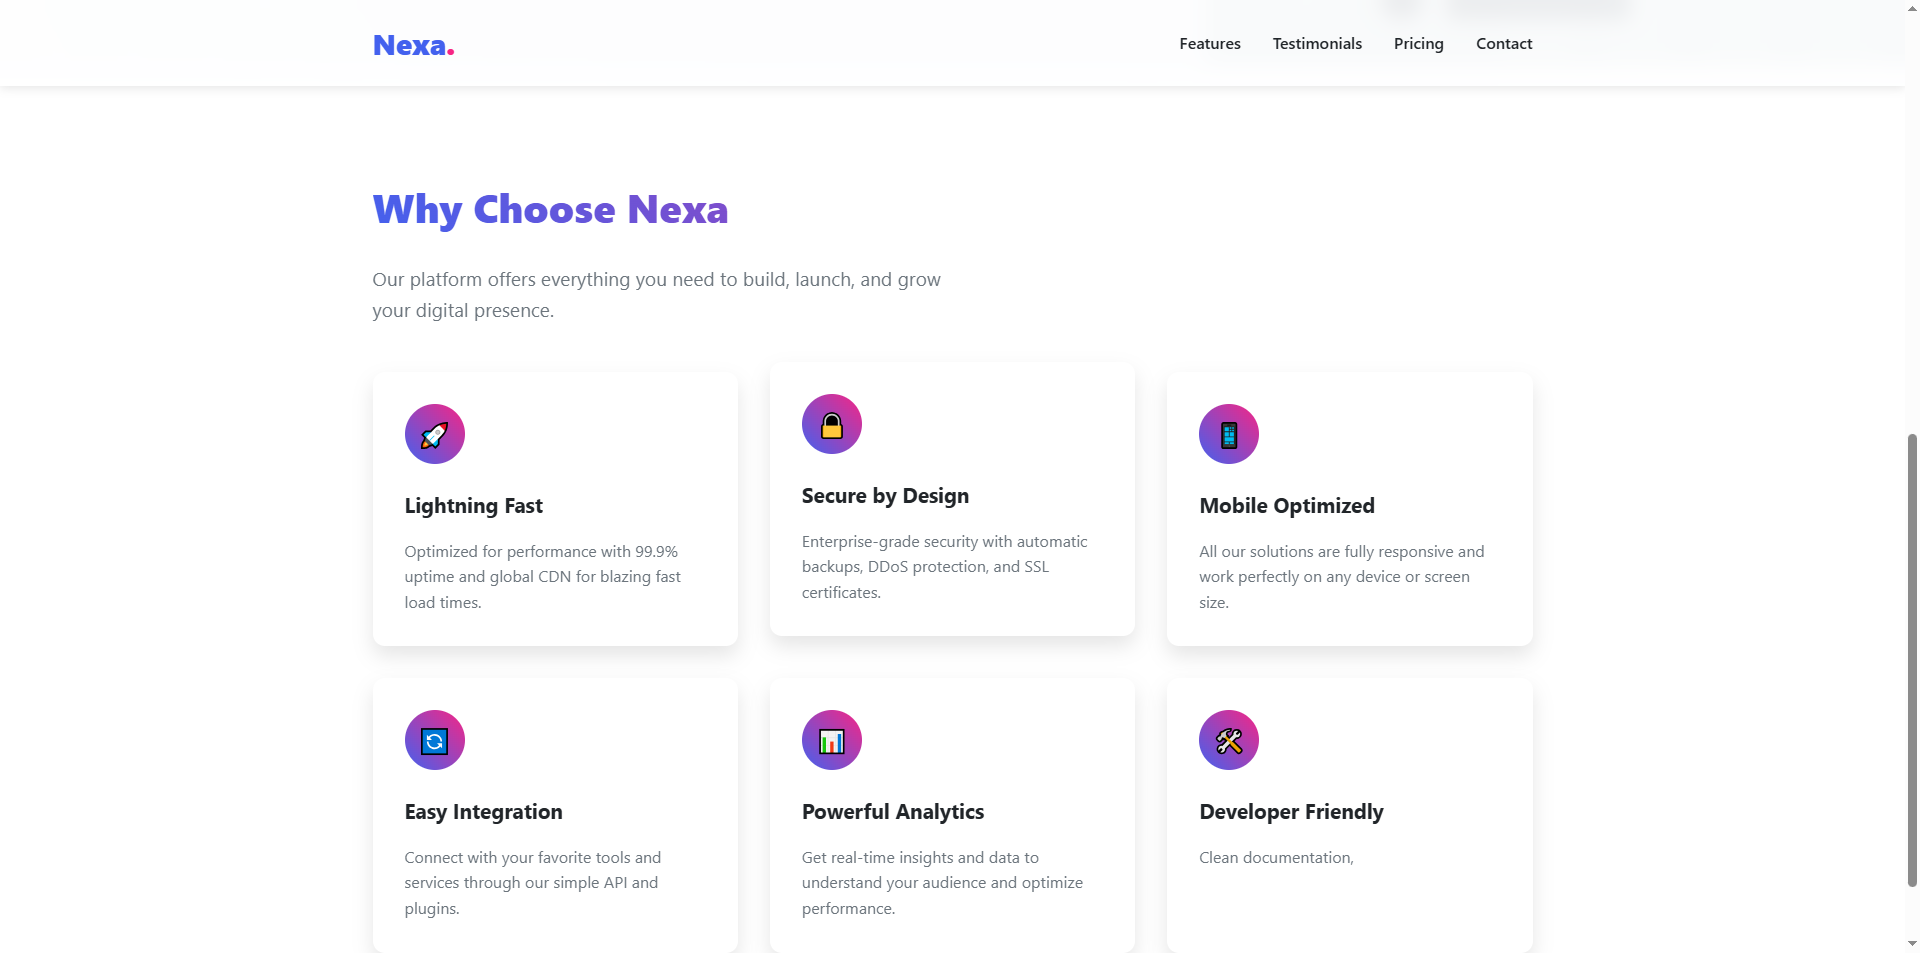 Nexa.
Features Testimonials Pricing Contact
Why Choose Nexa
Our platform offers everything you need to build, launch, and grow
your digital presence.
Lightning Fast
Optimized for performance with 99.9%
uptime and global CDN for blazing fast
load times.
Secure by Design
Enterprise-grade security with automatic
backups, DDoS protection, and SSL
certificates.
Mobile Optimized
All our solutions are fully responsive and
work perfectly on any device or screen
size.
Easy Integration
Connect with your favorite tools and
services through our simple API and
plugins.
Powerful Analytics
Get real-time insights and data to
understand your audience and optimize
performance.
Developer Friendly
Clean documentation,